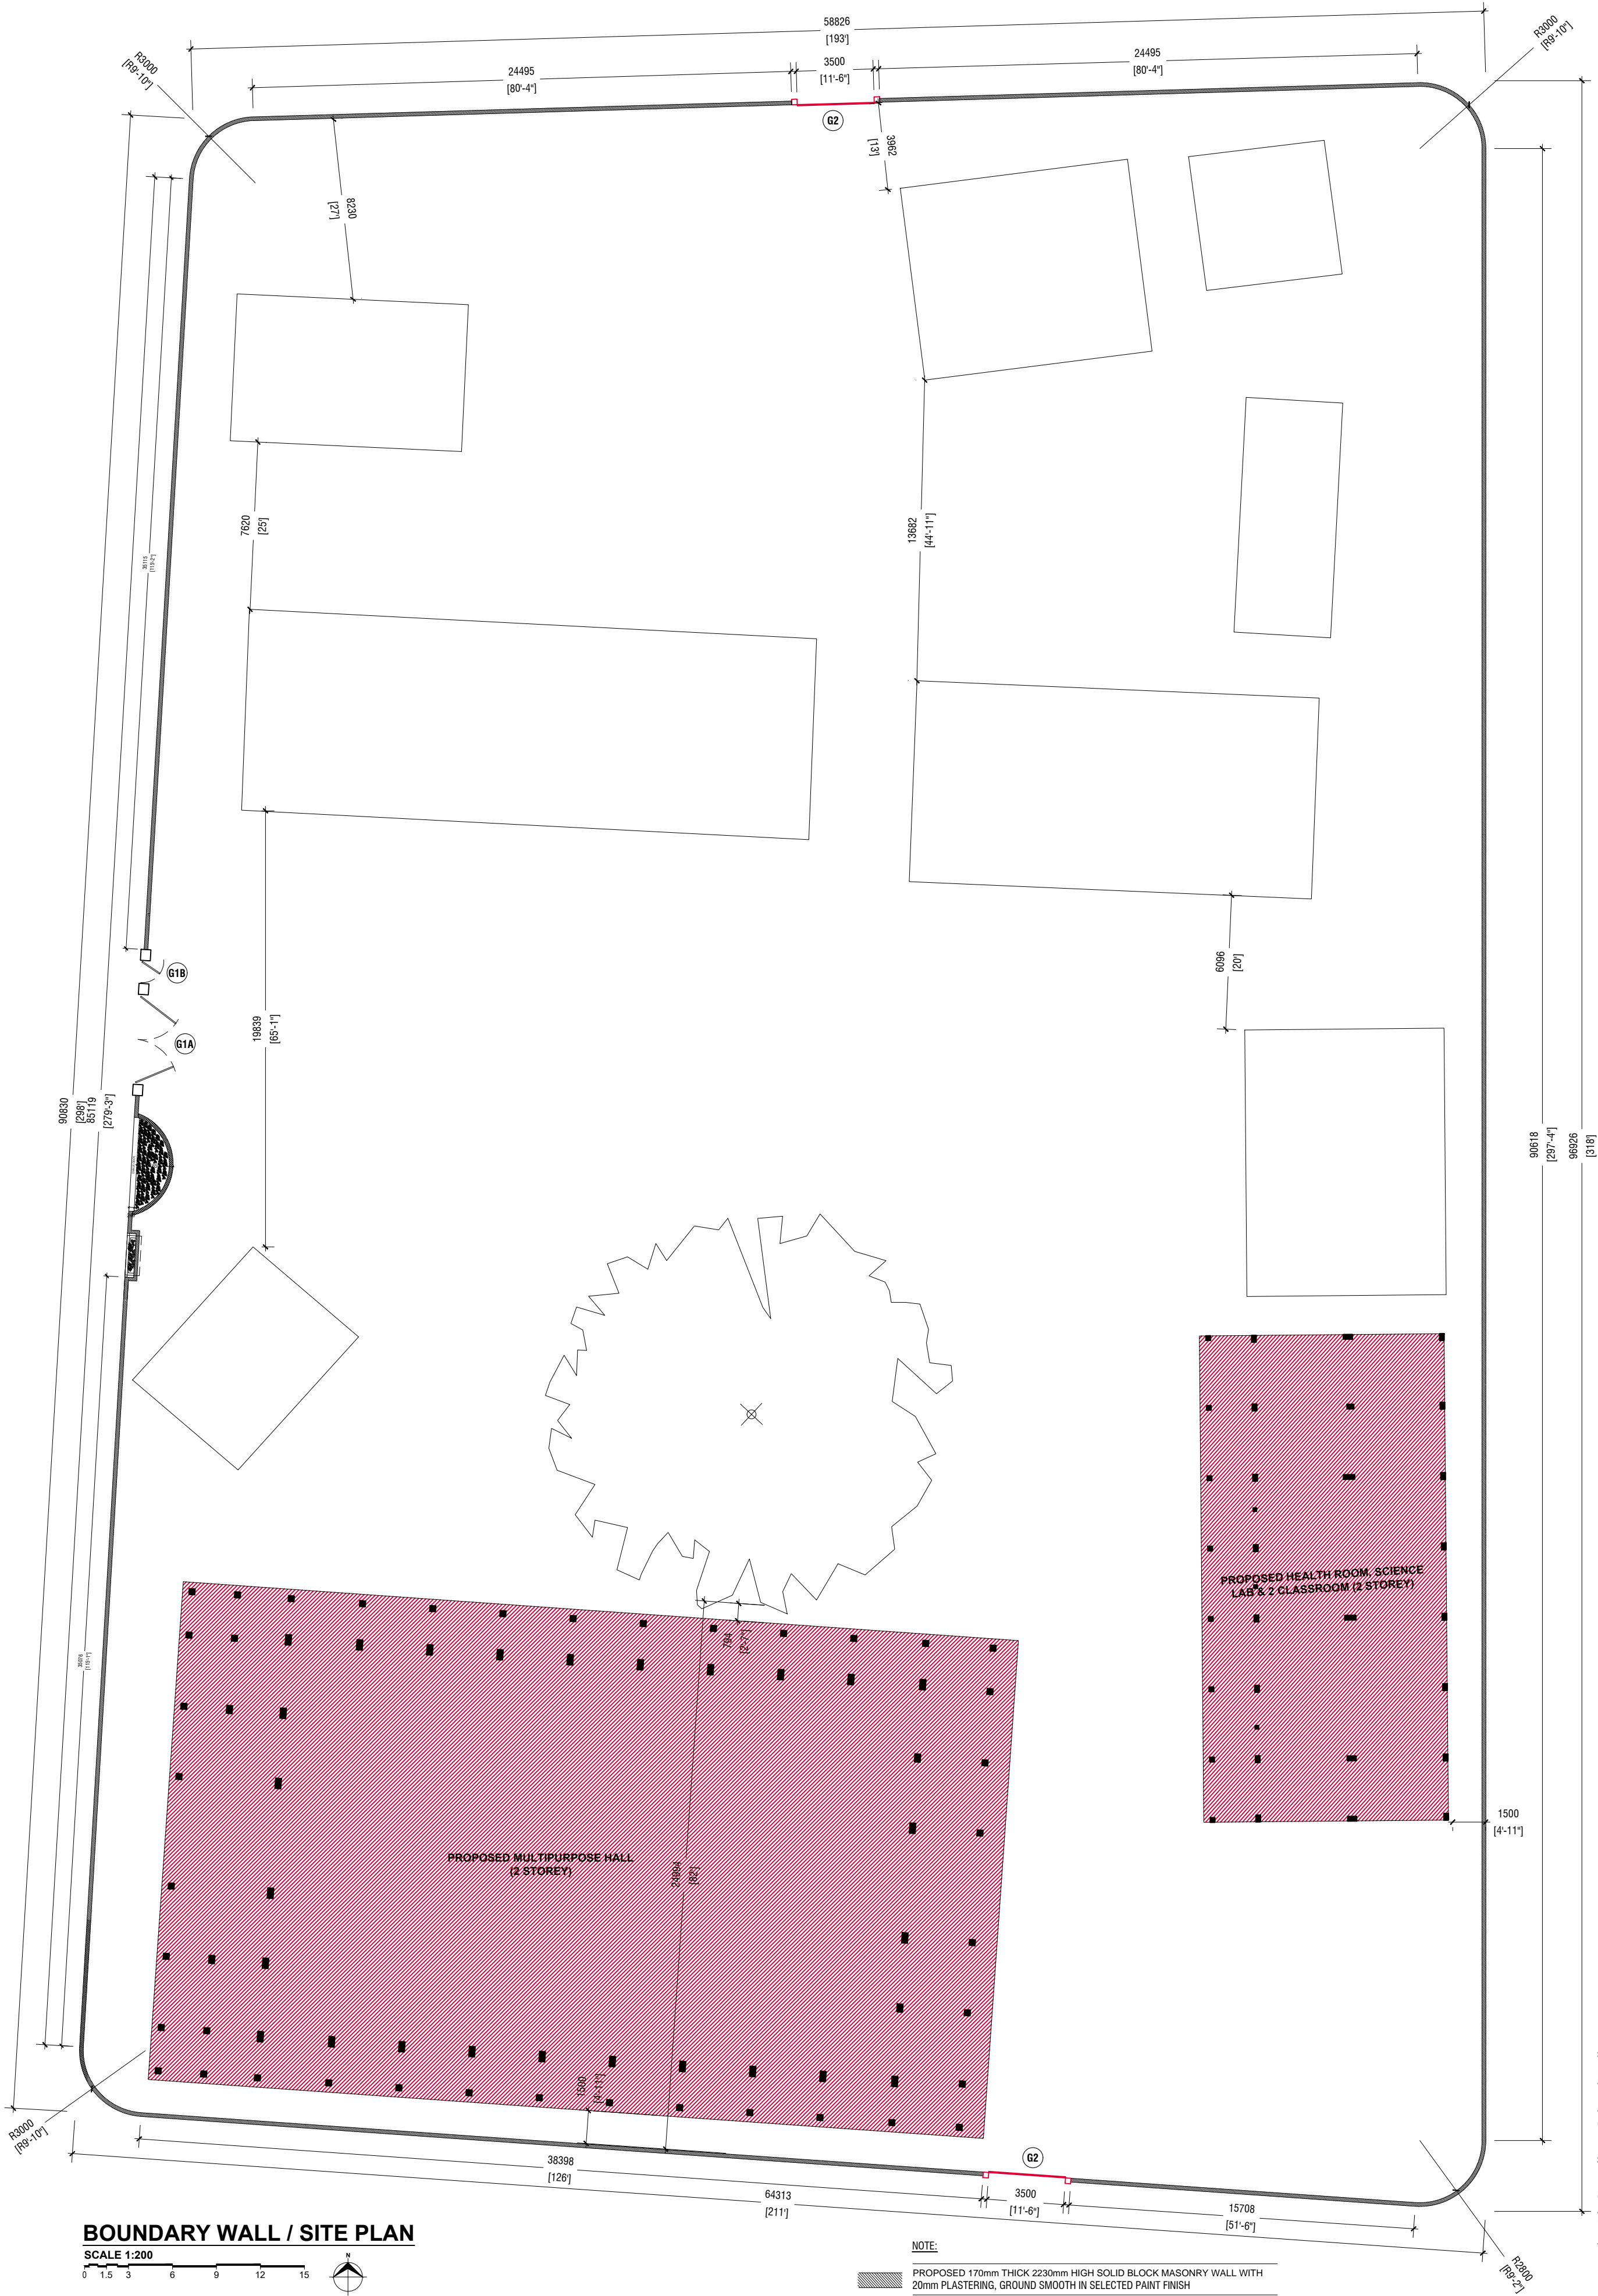 58826
[193']
R3000
[R9'-10"]
R3000
[R9'-10"]
24495
[80'-4"]
3500
[11'-6"]
24495
[80'-4"]
G2
3962
[13']
8230
[27']
7620
[25']
13682
[44'-11"]
G1B
G1A
19839
[65'-1"]
6096
[20']
90830
[298']
85119
[279'-3"]
90618
[297'-4"]
96926
[318']
PROPOSED HEALTH ROOM, SCIENCE
LAB & 2 CLASSROOM (2 STOREY)
794
[2'-7"]
1500
[4'-11"]
PROPOSED MULTIPURPOSE HALL
(2 STOREY)
24994
[82']
1500
[4'-11"]
R3000
[R9'-10"]
G2
38398
[126']
64313
[211']
3500
[11'-6"]
15708
[51'-6"]
R2800
[R9'-2"]
BOUNDARY WALL / SITE PLAN
SCALE 1:200
0 1.5 3 6 9 12 15
N
NOTE:
PROPOSED 170mm THICK 2230mm HIGH SOLID BLOCK MASONRY WALL WITH
20mm PLASTERING, GROUND SMOOTH IN SELECTED PAINT FINISH